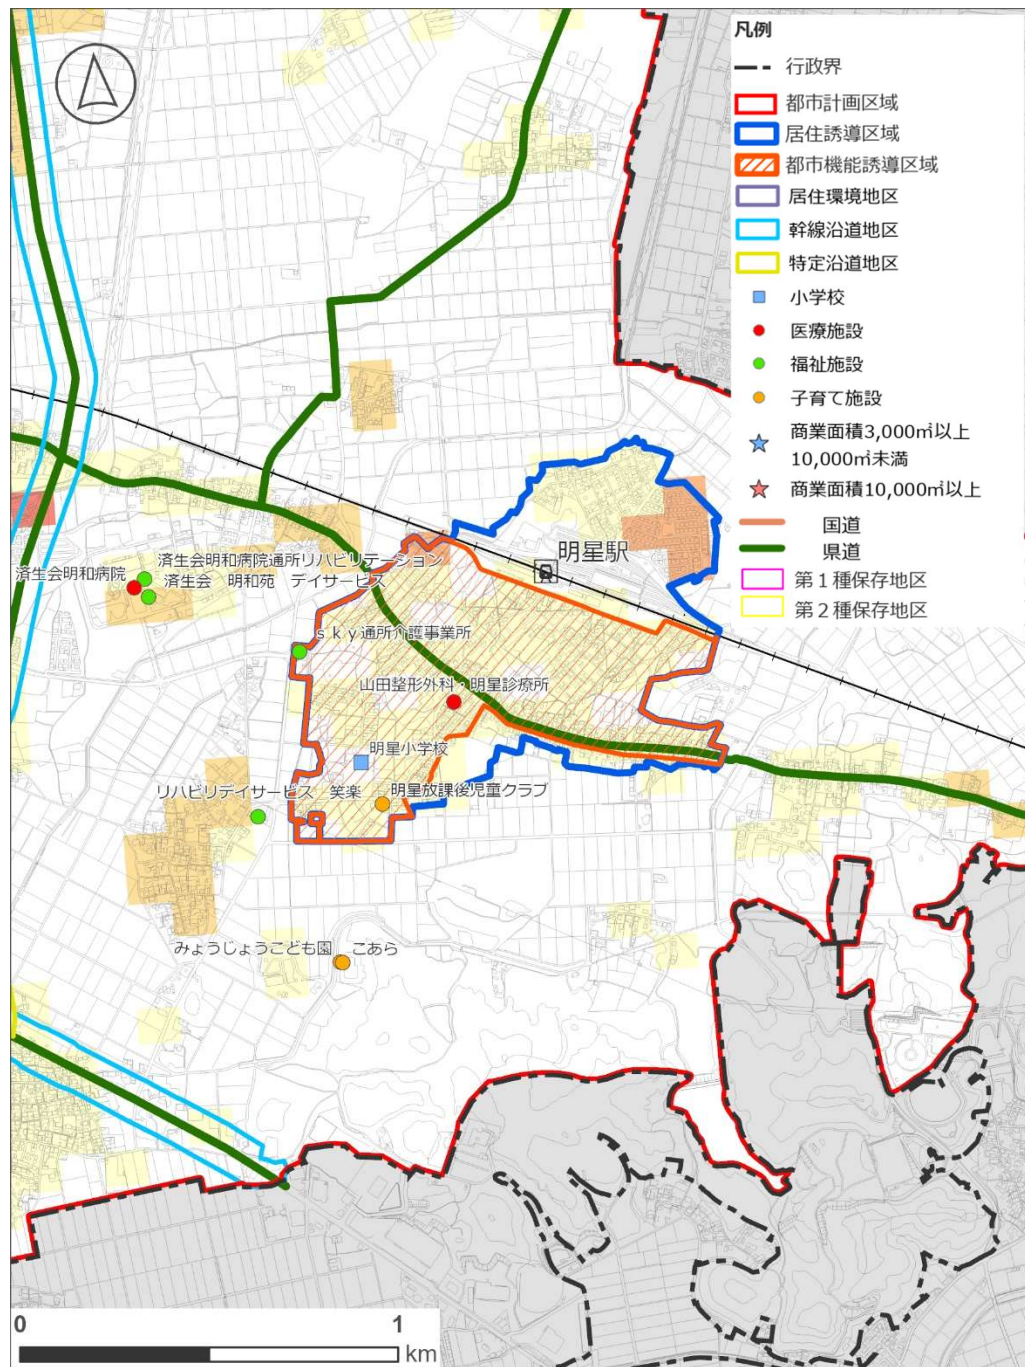 凡例
行政界
都市計画区域
居住誘導区域
都市機能誘導区域
居住環境地区
幹線沿道地区
特定沿道地区
小学校
医療施設
福祉施設
子育て施設
商業面積3,000㎡以上
10,000㎡未満
商業面積10,000㎡以上
国道
県道
第１種保存地区
第２種保存地区
明星駅
済生会明和病院通所リハビリテーション
済生会明和病院
済生会　明和苑　デイサービス
ｓｋｙ通所介護事業所
山田整形外科・明星診療所
明星小学校
リハビリデイサービス　笑楽
明星放課後児童クラブ
みょうじょうこども園
こあら
0
1
km